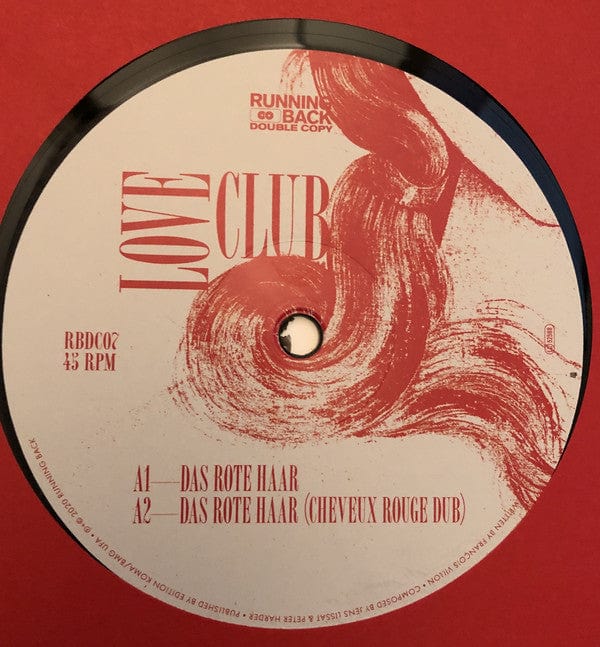 RUNNING
BACK
DOUBLE COPY
LOVE
CLUB
RBDC07
45 RPM
A1—DAS ROTE HAAR
A2—DAS ROTE HAAR (CHEVEUX ROUGE DUB)
WRITTEN BY FRANÇOIS VILLON • COMPOSED BY JENS LISSAT & PETER HARDER • PUBLISHED BY EDITION KOMA/BMG UFA • ℗+© 2020 RUNNING BACK